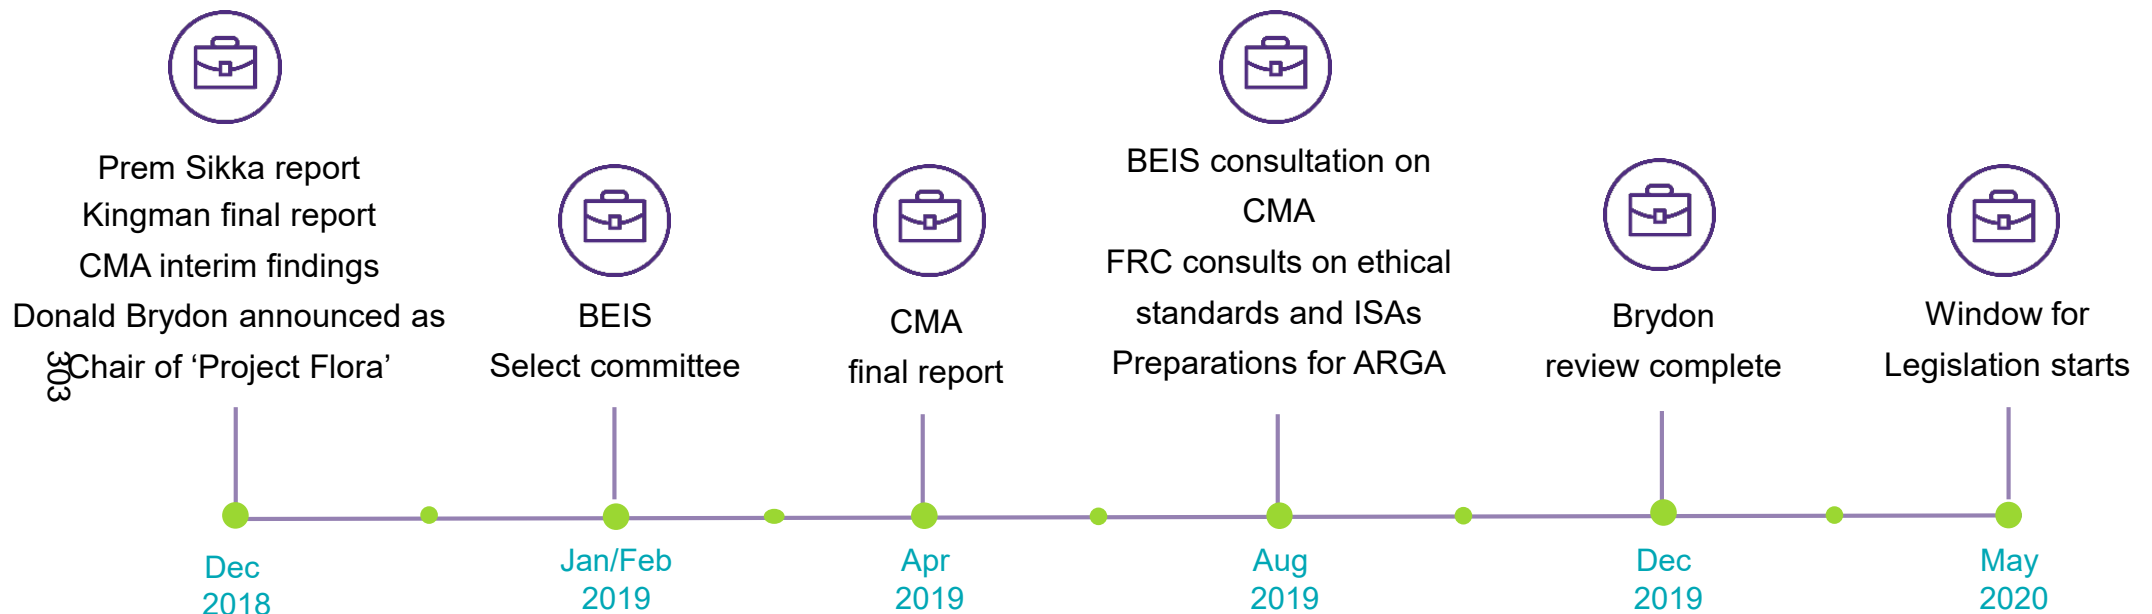 Prem Sikka report
Kingman final report
CMA interim findings
Donald Brydon announced as
Chair of ‘Project Flora’
303
BEIS
Select committee
CMA
final report
BEIS consultation on
CMA
FRC consults on ethical
standards and ISAs
Preparations for ARGA
Brydon
review complete
Window for
Legislation starts
Dec
2018
Jan/Feb
2019
Apr
2019
Aug
2019
Dec
2019
May
2020